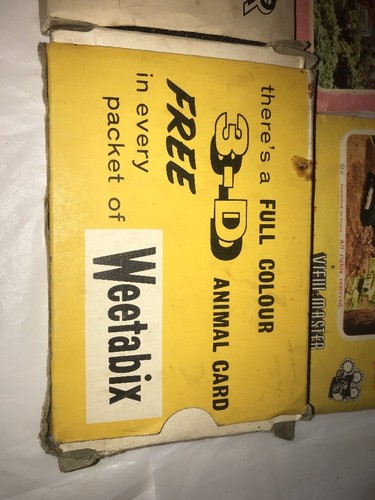 there's a FULL COLOUR
3-D ANIMAL CARD
FREE
in every
packet of Weetabix
All rights reserved
VIEW-MASTER
R